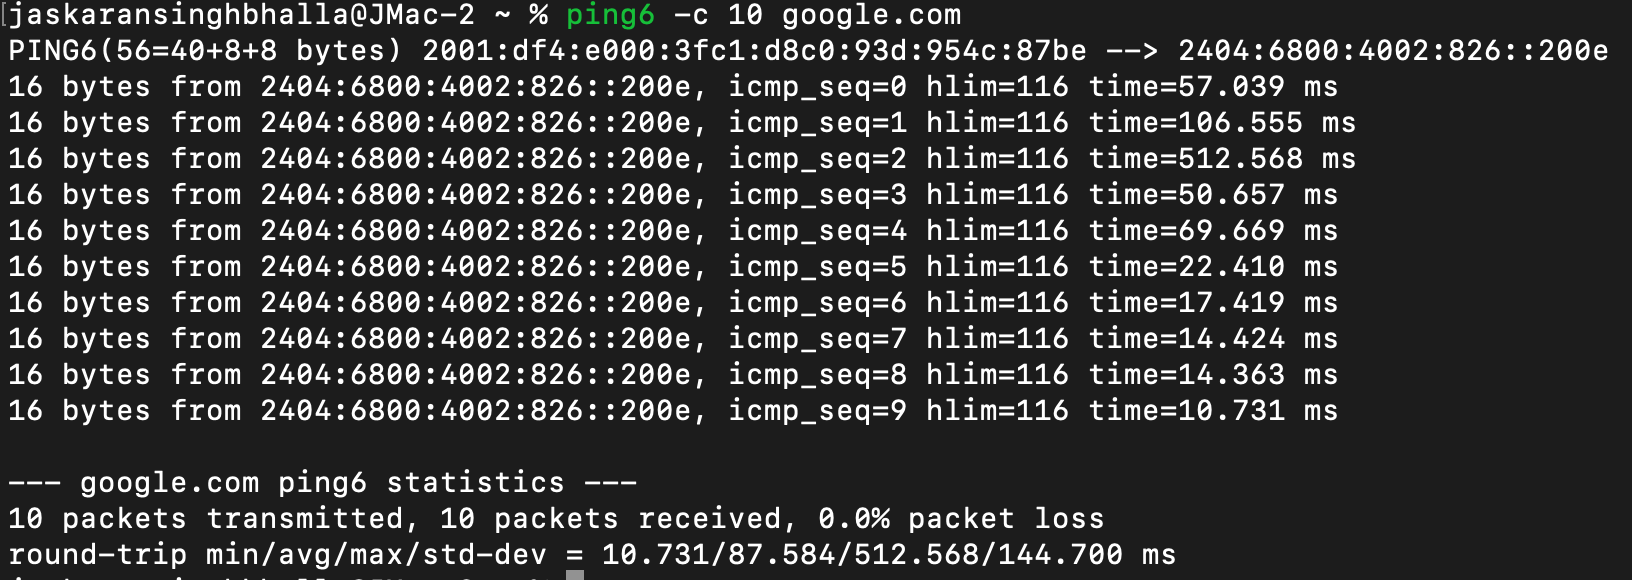 jaskaransinghbhalla@JMac-2 ~ % ping6 -c 10 google.com
PING6(56=40+8+8 bytes) 2001:df4:e000:3fc1:d8c0:93d:954c:87be --> 2404:6800:4002:826::200e
16 bytes from 2404:6800:4002:826::200e, icmp_seq=0 hlim=116 time=57.039 ms
16 bytes from 2404:6800:4002:826::200e, icmp_seq=1 hlim=116 time=106.555 ms
16 bytes from 2404:6800:4002:826::200e, icmp_seq=2 hlim=116 time=512.568 ms
16 bytes from 2404:6800:4002:826::200e, icmp_seq=3 hlim=116 time=50.657 ms
16 bytes from 2404:6800:4002:826::200e, icmp_seq=4 hlim=116 time=69.669 ms
16 bytes from 2404:6800:4002:826::200e, icmp_seq=5 hlim=116 time=22.410 ms
16 bytes from 2404:6800:4002:826::200e, icmp_seq=6 hlim=116 time=17.419 ms
16 bytes from 2404:6800:4002:826::200e, icmp_seq=7 hlim=116 time=14.424 ms
16 bytes from 2404:6800:4002:826::200e, icmp_seq=8 hlim=116 time=14.363 ms
16 bytes from 2404:6800:4002:826::200e, icmp_seq=9 hlim=116 time=10.731 ms
--- google.com ping6 statistics ---
10 packets transmitted, 10 packets received, 0.0% packet loss
round-trip min/avg/max/std-dev = 10.731/87.584/512.568/144.700 ms